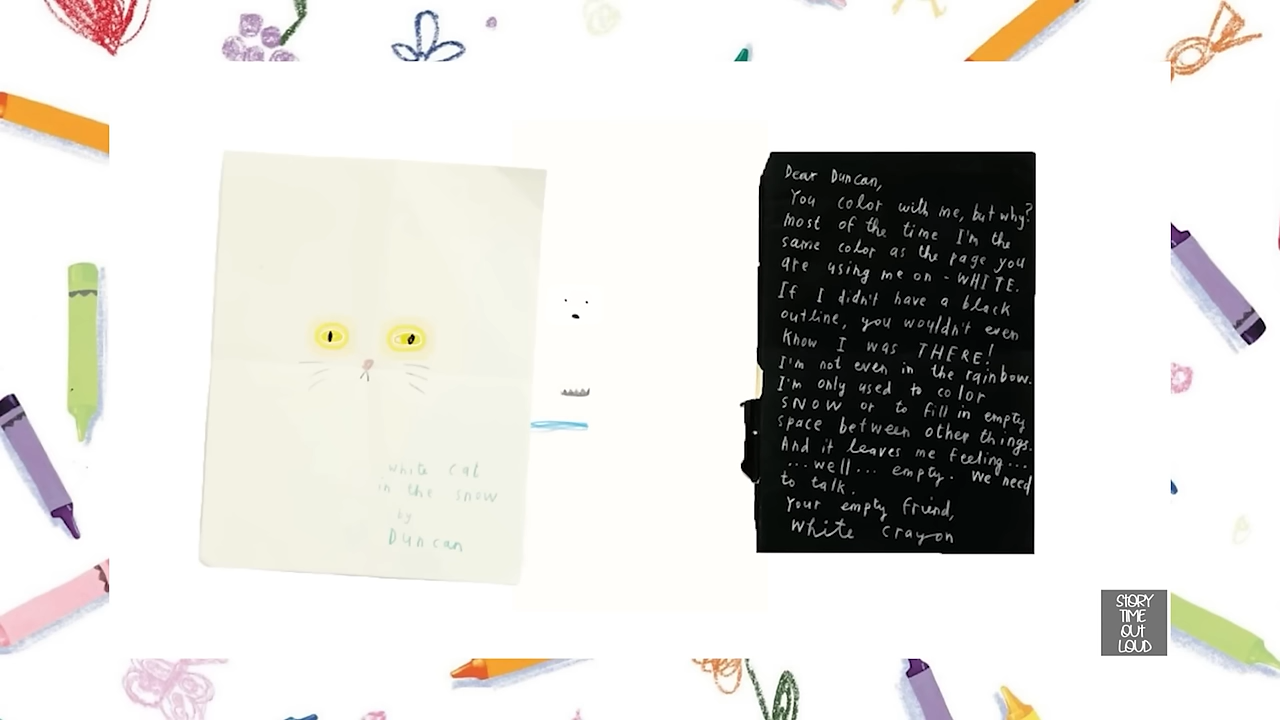 white cat
in the snow
by
Duncan
Dear Duncan,
You color with me, but why?
most of the time I'm the
same color as the page you
are using me on - WHITE.
If I didn't have a black
outline, you wouldn't even
know I was THERE!
I'm not even in the rainbow.
I'm only used to color
SNOW or to fill in empty
space between other things.
And it leaves me feeling...
...well... empty. We need
to talk.
Your empty friend,
White crayon
STORY
TIME
OUT
LOUD